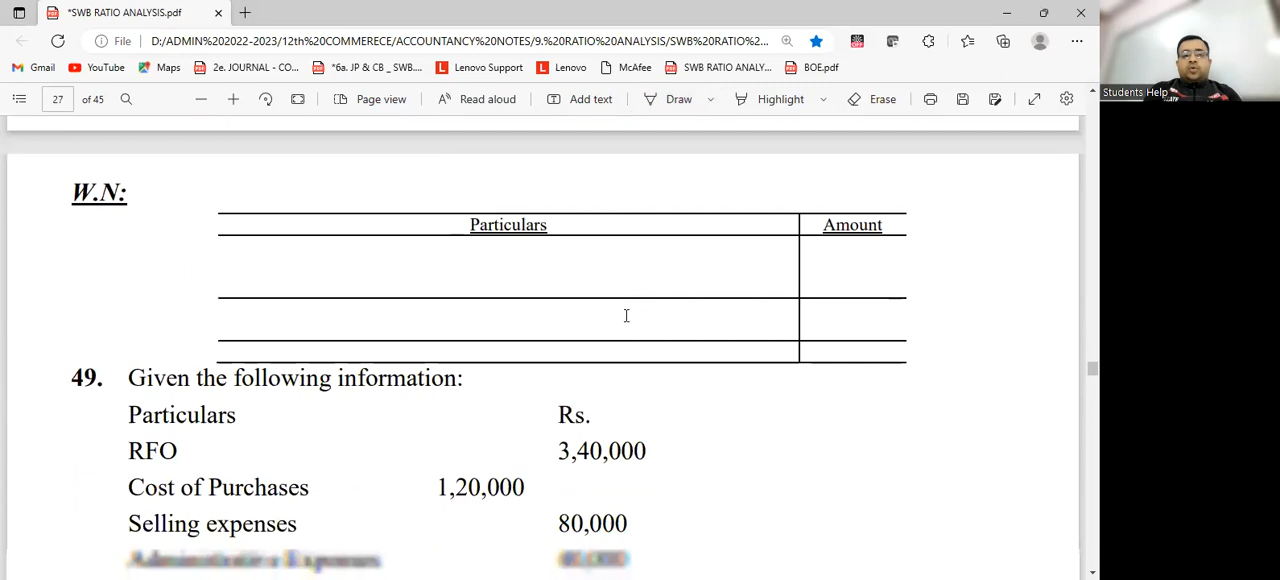 *SWB RATIO ANALYSIS.pdf
File D:/ADMIN%202022-2023/12th%20COMMERECE/ACCOUNTANCY%20NOTES/9.%20RATIO%20ANALYSIS/SWB%20RATIO%2...
Gmail YouTube Maps 2e. JOURNAL - CO... *6a. JP & CB _ SWB.... Lenovo Support Lenovo McAfee SWB RATIO ANALY... BOE.pdf
27 of 45 Page view Read aloud Add text Draw Highlight Erase
Students Help
W.N:
Particulars Amount
49. Given the following information:
Particulars Rs.
RFO 3,40,000
Cost of Purchases 1,20,000
Selling expenses 80,000